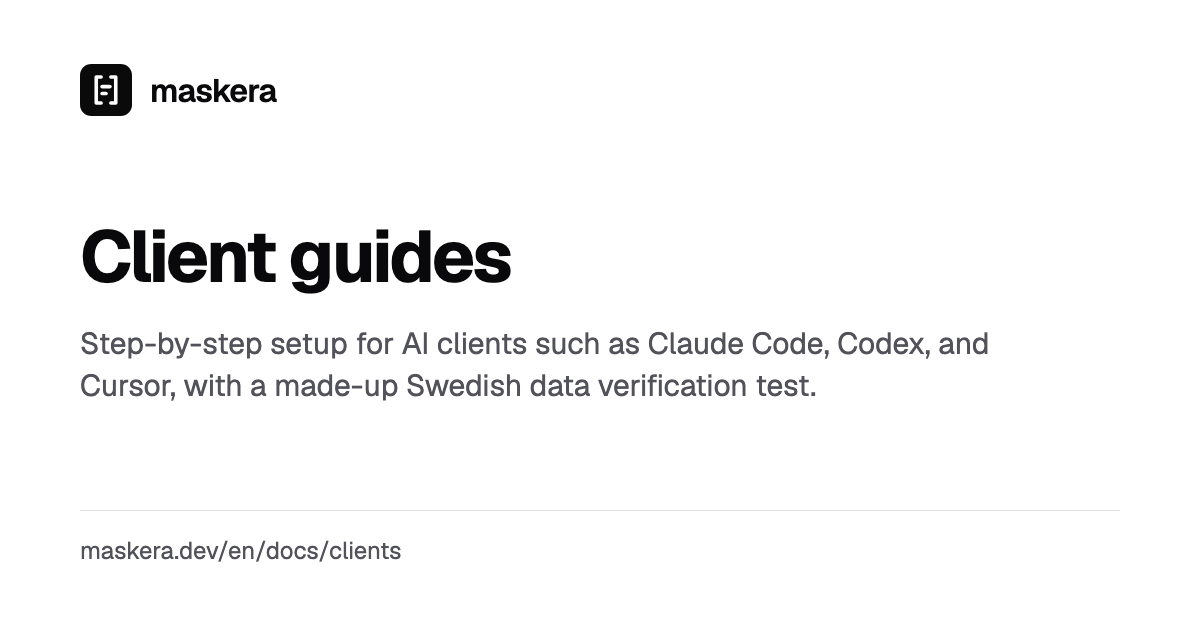 maskera
Client guides
Step-by-step setup for AI clients such as Claude Code, Codex, and
Cursor, with a made-up Swedish data verification test.
maskera.dev/en/docs/clients